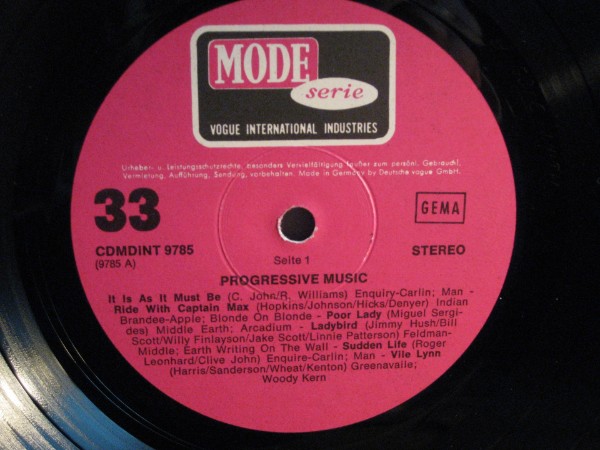 MODE
serie
VOGUE INTERNATIONAL INDUSTRIES
Urheber- u. Leistungsschutzrechte, besonders Vervielfältigung (außer zum persönl. Gebrauch),
Vermietung, Aufführung, Sendung, vorbehalten. Made in Germany by Deutsche vogue GmbH.
33
GEMA
CDMDINT 9785
(9785 A)
Seite 1
STEREO
PROGRESSIVE MUSIC
It Is As It Must Be (C. John/R. Williams) Enquiry-Carlin; Man -
Ride With Captain Max (Hopkins/Johnson/Hicks/Denyer) Indian
Brandee-Apple; Blonde On Blonde - Poor Lady (Miguel Sergi-
des) Middle Earth; Arcadium - Ladybird (Jimmy Hush/Bill
Scott/Willy Finlayson/Jake Scott/Linnie Patterson) Feldman-
Middle; Earth Writing On The Wall - Sudden Life (Roger
Leonhard/Clive John) Enquire-Carlin; Man - Vile Lynn
(Harris/Sanderson/Wheat/Kenton) Greenavaile;
Woody Kern